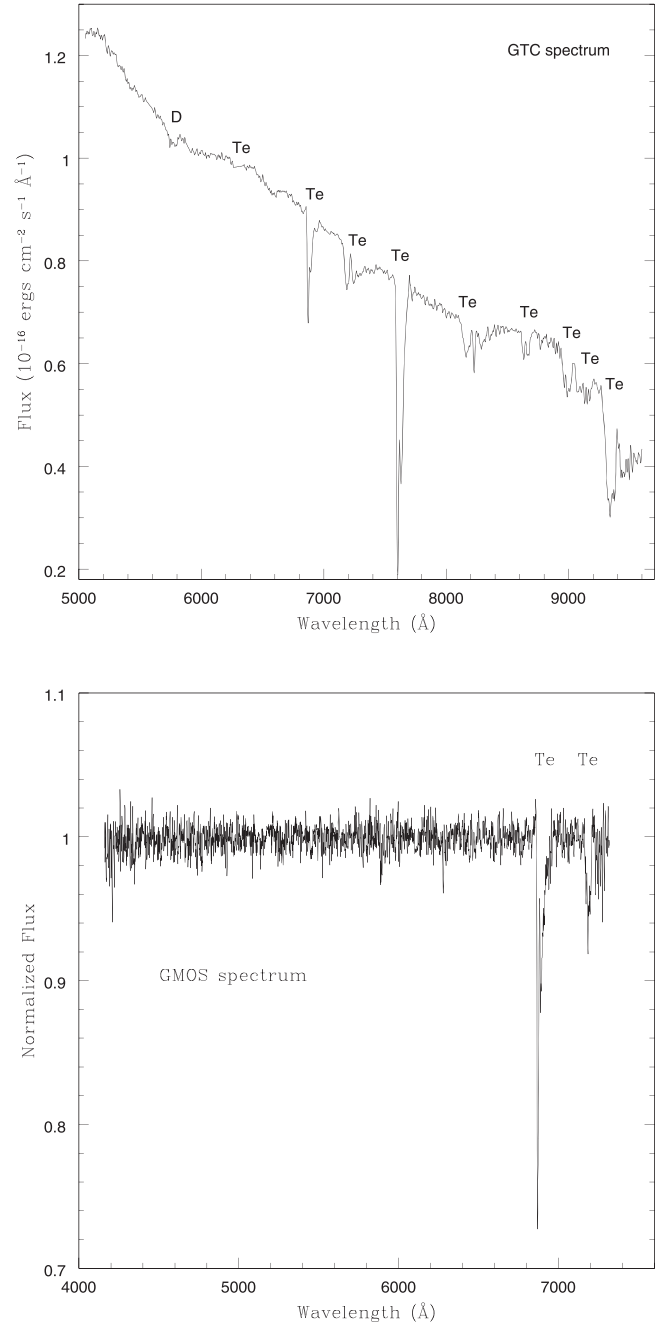 GTC spectrum
D
Te
Te
Te
Te
Te
Te
Te
Te
Te
Flux (10⁻¹⁶ ergs cm⁻² s⁻¹ Å⁻¹)
1.2
1
0.8
0.6
0.4
0.2
5000 6000 7000 8000 9000
Wavelength (Å)
1.1
1
0.9
0.8
0.7
Te Te
GMOS spectrum
Normalized Flux
4000 5000 6000 7000
Wavelength (Å)